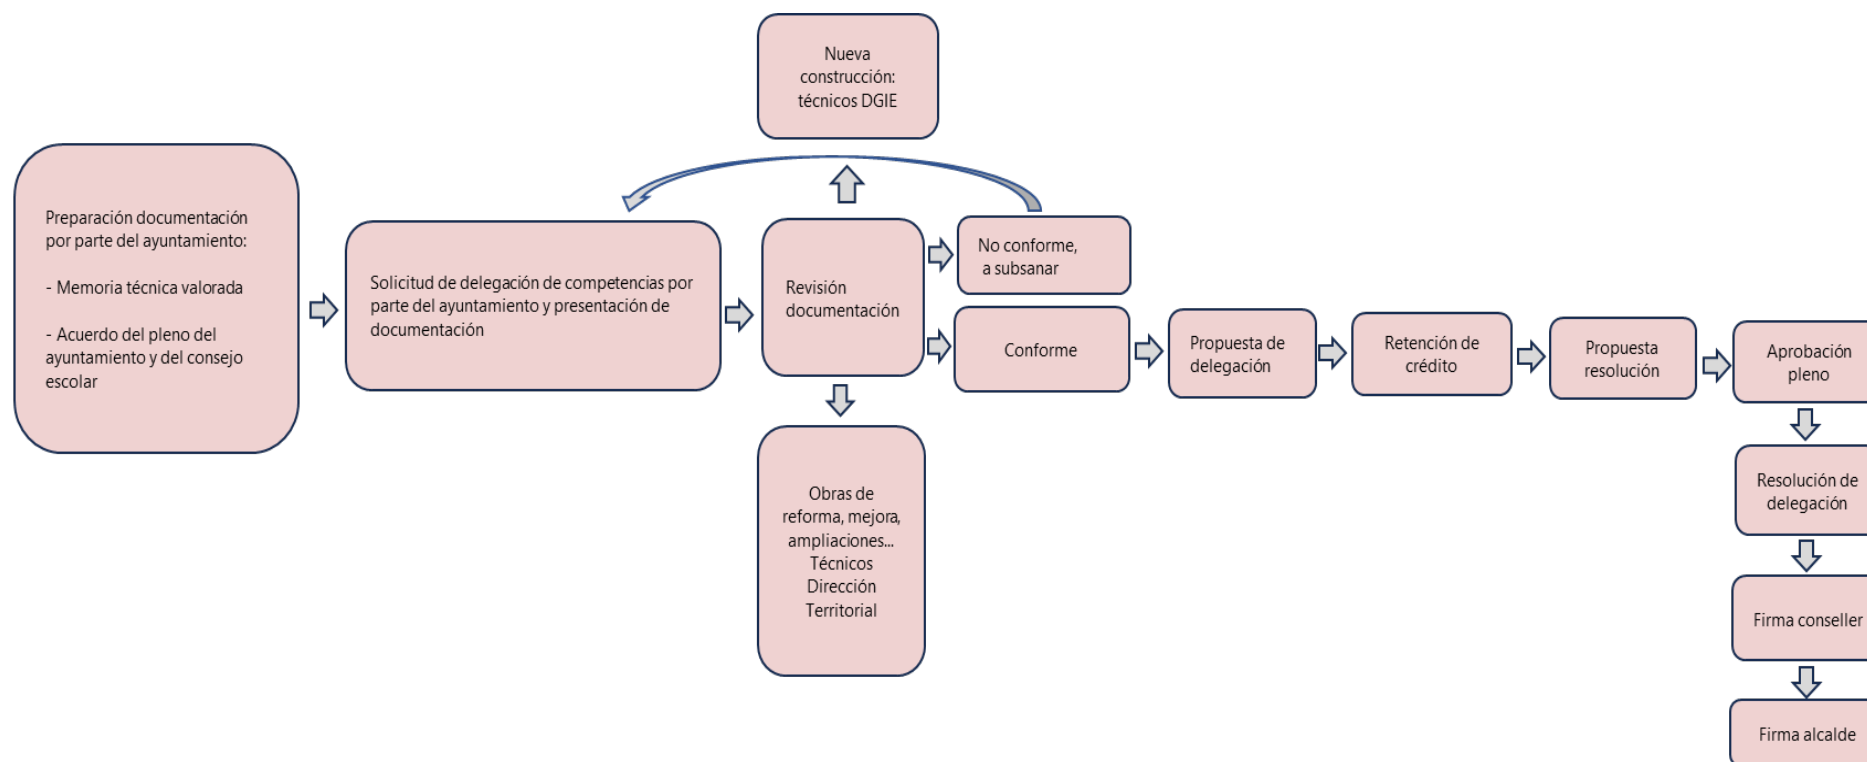 Nueva
construcción:
técnicos DGIE
Preparación documentación
por parte del ayuntamiento:
- Memoria técnica valorada
- Acuerdo del pleno del
ayuntamiento y del consejo
escolar
Solicitud de delegación de competencias por
parte del ayuntamiento y presentación de
documentación
Revisión
documentación
No conforme,
a subsanar
Conforme
Obras de
reforma, mejora,
ampliaciones...
Técnicos
Dirección
Territorial
Propuesta de
delegación
Retención de
crédito
Propuesta
resolución
Aprobación
pleno
Resolución de
delegación
Firma conseller
Firma alcalde